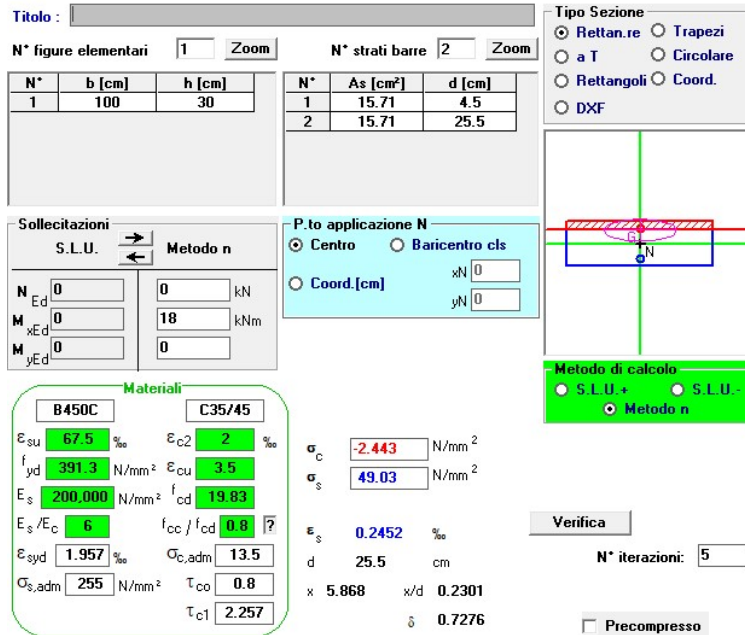 Titolo :
N° figure elementari 1 Zoom
N° strati barre 2 Zoom
N° b [cm] h [cm]
1 100 30
N° As [cm²] d [cm]
1 15.71 4.5
2 15.71 25.5
Tipo Sezione
Rettan.re Trapezi
a T Circolare
Rettangoli Coord.
DXF
G
N
Sollecitazioni
S.L.U. Metodo n
N Ed 0 0 kN
M xEd 0 18 kNm
M yEd 0 0
P.to applicazione N
Centro Baricentro cls
Coord.[cm]
xN 0
yN 0
Metodo di calcolo
S.L.U.+ S.L.U.-
Metodo n
Materiali
B450C C35/45
εsu 67.5 ‰ εc2 2 ‰
fyd 391.3 N/mm² εcu 3.5
Es 200,000 N/mm² fcd 19.83
Es /Ec 6 fcc / fcd 0.8 ?
εsyd 1.957 ‰ σc,adm 13.5
σs,adm 255 N/mm² τco 0.8
τc1 2.257
σc -2.443 N/mm²
σs 49.03 N/mm²
εs 0.2452 ‰
d 25.5 cm
x 5.868 x/d 0.2301
δ 0.7276
Verifica
N° iterazioni: 5
Precompresso